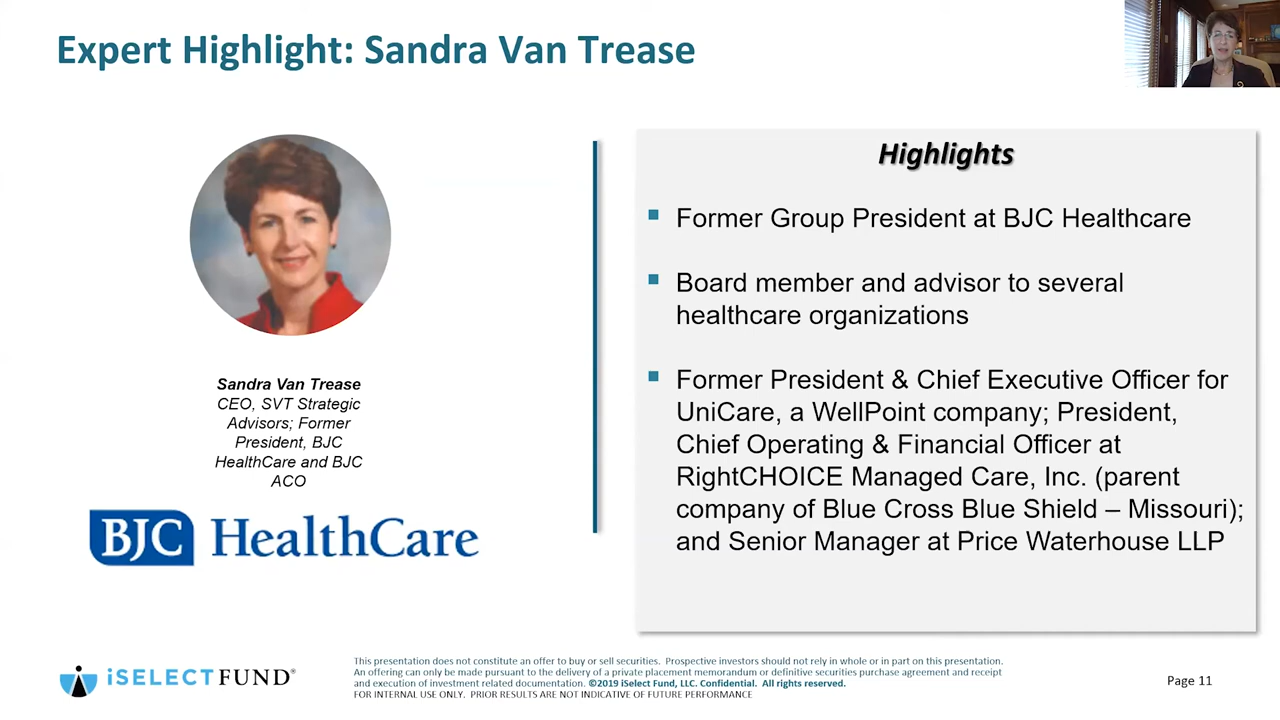 Expert Highlight: Sandra Van Trease
Sandra Van Trease
CEO, SVT Strategic
Advisors; Former
President, BJC
HealthCare and BJC
ACO
BJC HealthCare
Highlights
▪ Former Group President at BJC Healthcare
▪ Board member and advisor to several
healthcare organizations
▪ Former President & Chief Executive Officer for
UniCare, a WellPoint company; President,
Chief Operating & Financial Officer at
RightCHOICE Managed Care, Inc. (parent
company of Blue Cross Blue Shield – Missouri);
and Senior Manager at Price Waterhouse LLP
iSELECTFUND®
This presentation does not constitute an offer to buy or sell securities. Prospective investors should not rely in whole or in part on this presentation.
An offering can only be made pursuant to the delivery of a private placement memorandum or definitive securities purchase agreement and receipt
and execution of investment related documentation. ©2019 iSelect Fund, LLC. Confidential. All rights reserved.
FOR INTERNAL USE ONLY. PRIOR RESULTS ARE NOT INDICATIVE OF FUTURE PERFORMANCE
Page 11